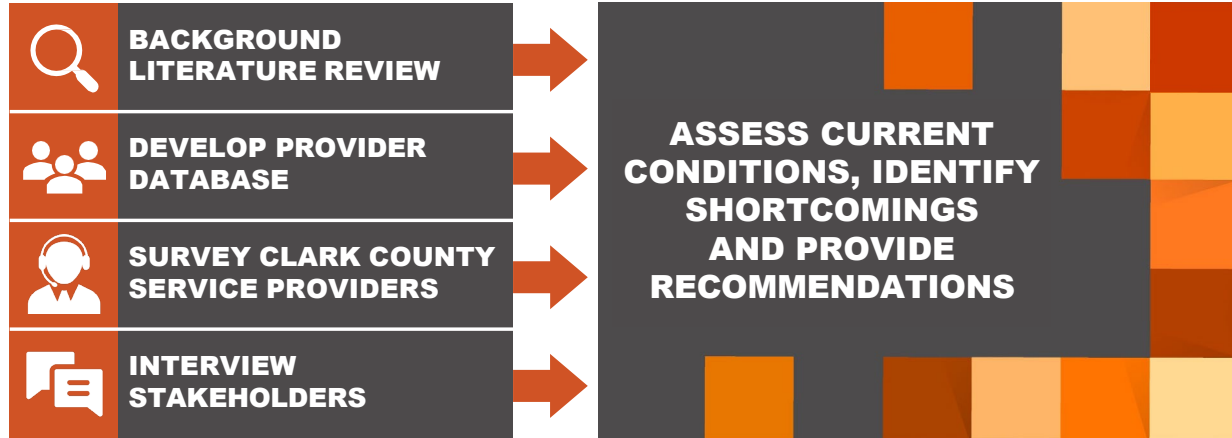 BACKGROUND
LITERATURE REVIEW
DEVELOP PROVIDER
DATABASE
SURVEY CLARK COUNTY
SERVICE PROVIDERS
INTERVIEW
STAKEHOLDERS
ASSESS CURRENT
CONDITIONS, IDENTIFY
SHORTCOMINGS
AND PROVIDE
RECOMMENDATIONS